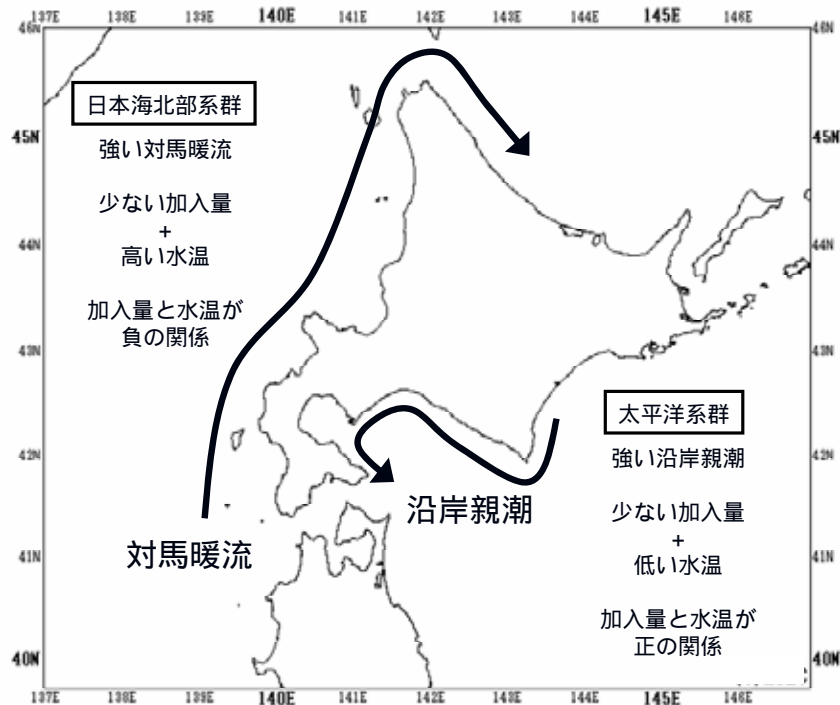 137E 138E 139E 140E 141E 142E 143E 144E 145E 146E
46N 46N
日本海北部系群
強い対馬暖流
少ない加入量
+
高い水温
加入量と水温が
負の関係
45N 45N
44N 44N
43N 43N
42N 42N
太平洋系群
強い沿岸親潮
少ない加入量
+
低い水温
加入量と水温が
正の関係
沿岸親潮
対馬暖流
41N 41N
40N 40N
137E 138E 139E 140E 141E 142E 143E 144E 145E 146E